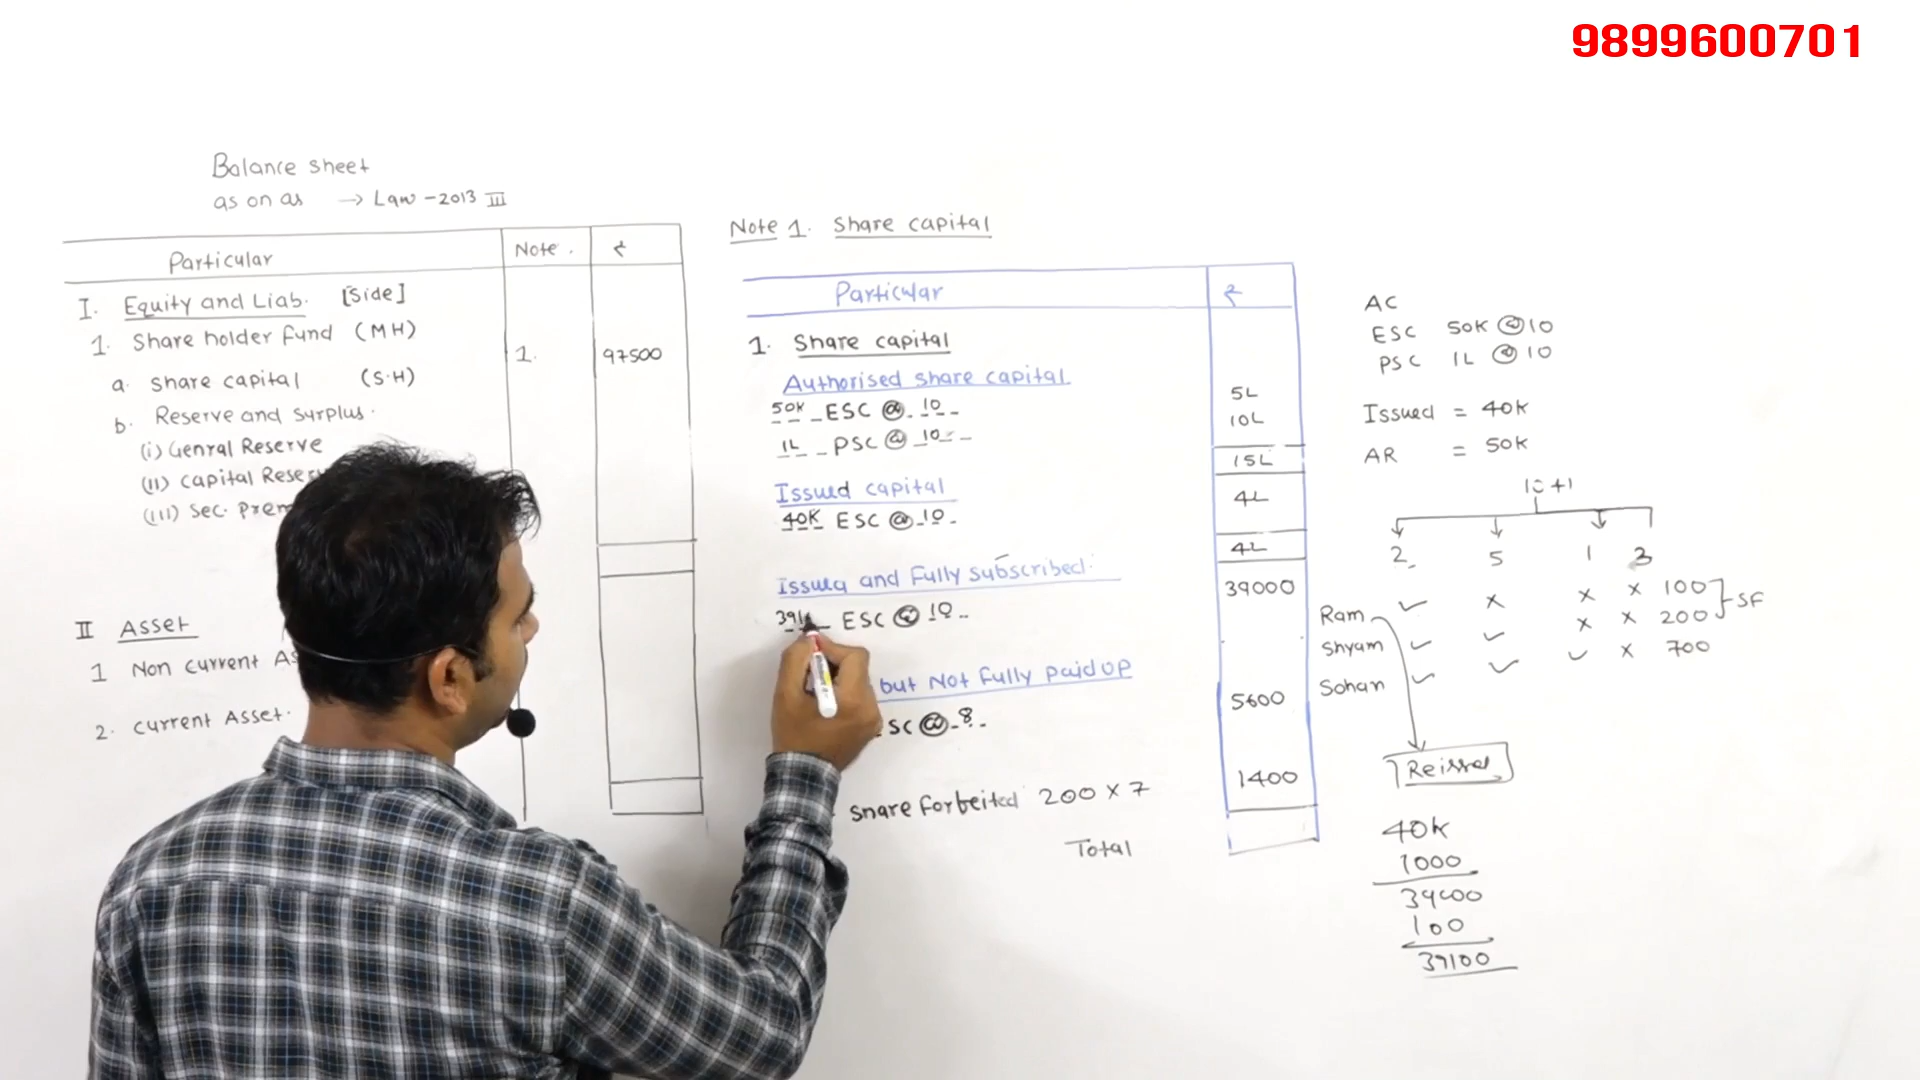 9899600701
Balance sheet
as on as → Law - 2013 III
Particular Note. ₹
I. Equity and Liab. [Side]
1. Share holder fund (MH)
a. share capital (S.H) 1. 97500
b. Reserve and surplus.
(i) Genral Reserve
(II) capital Reser
(III) Sec. Prem
II Asset
1 Non current As
2. current Asset.
Note 1. Share capital
Particular ₹
1. Share capital
Authorised share capital
50K ESC @ 10 5L
1L PSC @ 10 10L
15L
Issued capital 4L
40K ESC @ 10
4L
Issued and Fully subscribed. 39000
391 ESC @ 10
but Not Fully paid up
SC @ 8 5600
share Forfeited 200 x 7 1400
Total
AC
ESC 50K @ 10
PSC 1L @ 10
Issued = 40K
AR = 50K
10+1
2 5 1 3
Ram ✓ x x x 100
Shyam ✓ ✓ x x 200 SF
Sohan ✓ ✓ ✓ x 700
Reissue
40K
1000
39000
100
39100